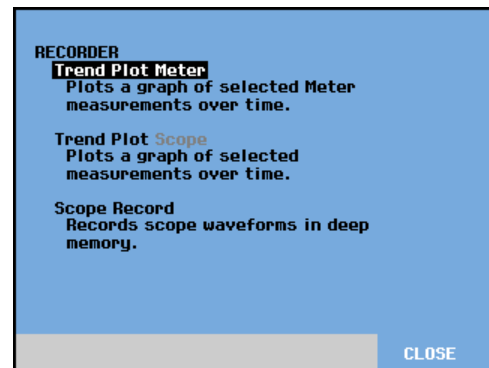 RECORDER
Trend Plot Meter
Plots a graph of selected Meter
measurements over time.
Trend Plot Scope
Plots a graph of selected
measurements over time.
Scope Record
Records scope waveforms in deep
memory.
CLOSE